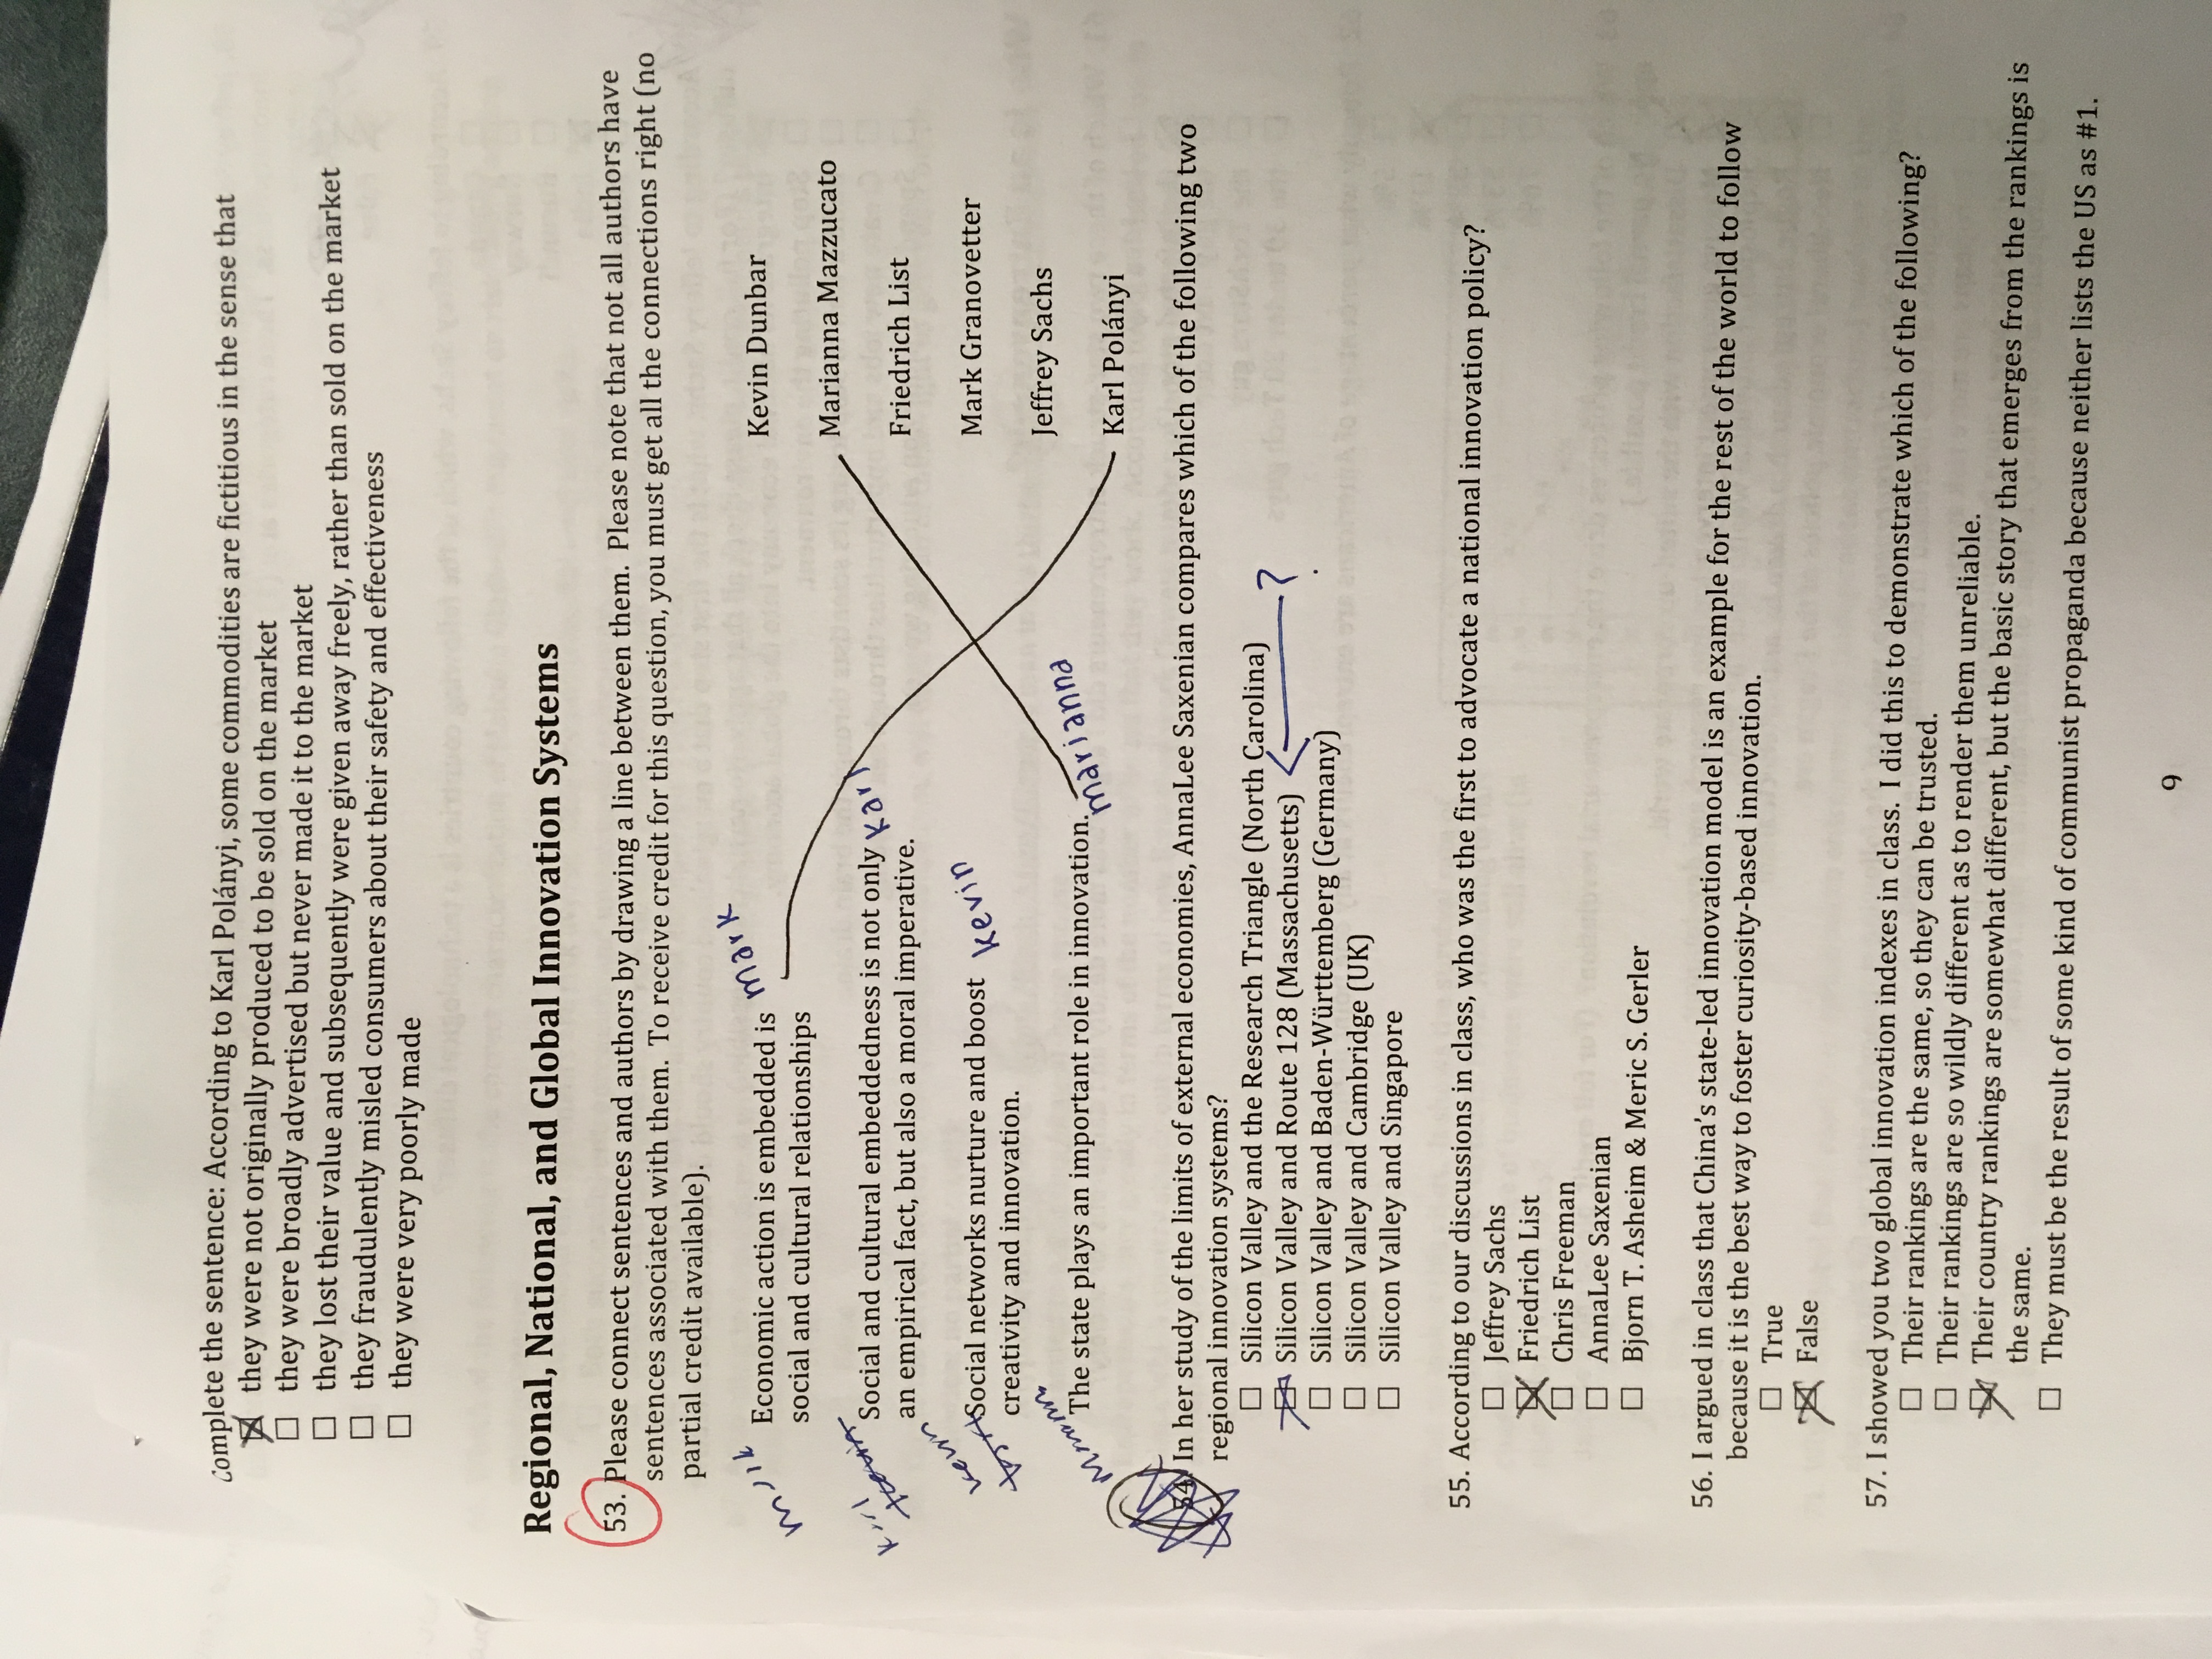 Complete the sentence: According to Karl Polányi, some commodities are fictitious in the sense that
they were not originally produced to be sold on the market
they were broadly advertised but never made it to the market
they lost their value and subsequently were given away freely, rather than sold on the market
they fraudulently misled consumers about their safety and effectiveness
they were very poorly made
Regional, National, and Global Innovation Systems
53. Please connect sentences and authors by drawing a line between them. Please note that not all authors have
sentences associated with them. To receive credit for this question, you must get all the connections right (no
partial credit available).
Economic action is embedded is mark
social and cultural relationships
Social and cultural embeddedness is not only Karl
an empirical fact, but also a moral imperative.
kevin
Social networks nurture and boost kevin
creativity and innovation.
The state plays an important role in innovation. marianna
Kevin Dunbar
Marianna Mazzucato
Friedrich List
Mark Granovetter
Jeffrey Sachs
Karl Polányi
54. In her study of the limits of external economies, AnnaLee Saxenian compares which of the following two
regional innovation systems?
Silicon Valley and the Research Triangle (North Carolina)
Silicon Valley and Route 128 (Massachusetts) ?
Silicon Valley and Baden-Württemberg (Germany)
Silicon Valley and Cambridge (UK)
Silicon Valley and Singapore
55. According to our discussions in class, who was the first to advocate a national innovation policy?
Jeffrey Sachs
Friedrich List
Chris Freeman
AnnaLee Saxenian
Bjorn T. Asheim & Meric S. Gerler
56. I argued in class that China's state-led innovation model is an example for the rest of the world to follow
because it is the best way to foster curiosity-based innovation.
True
False
57. I showed you two global innovation indexes in class. I did this to demonstrate which of the following?
Their rankings are the same, so they can be trusted.
Their rankings are so wildly different as to render them unreliable.
Their country rankings are somewhat different, but the basic story that emerges from the rankings is
the same.
They must be the result of some kind of communist propaganda because neither lists the US as #1.
9